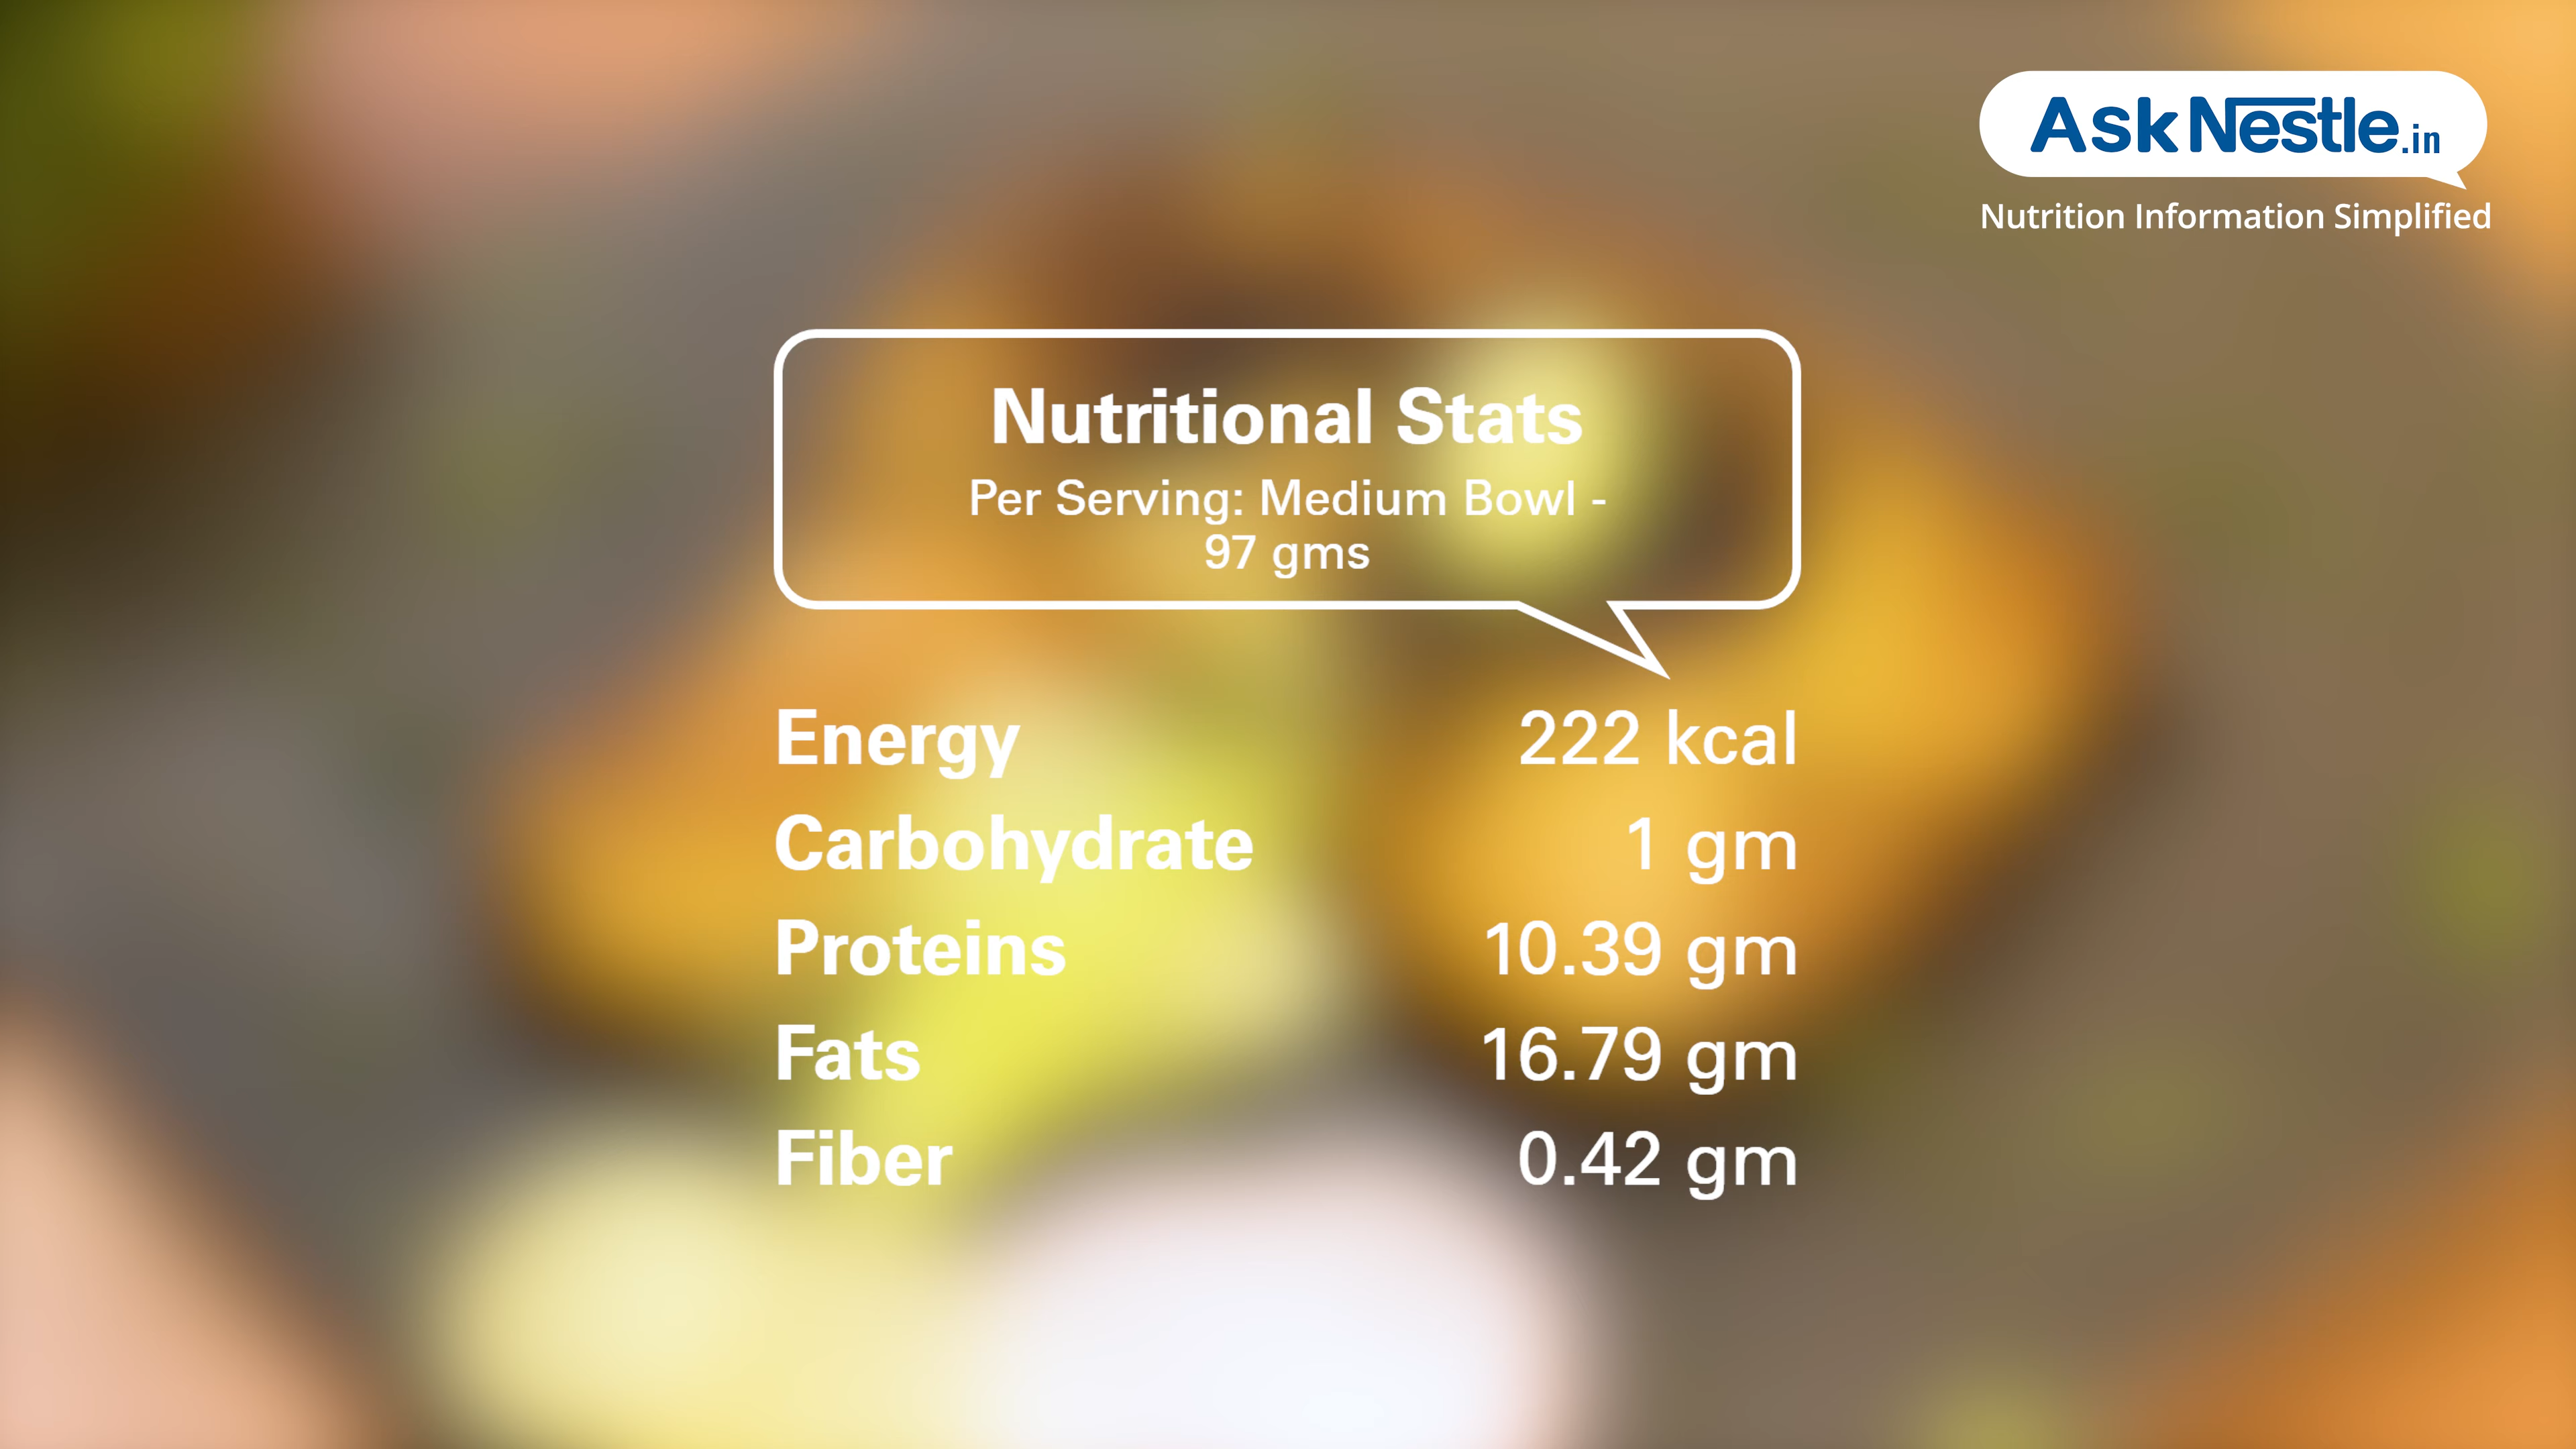 AskNestle.in
Nutrition Information Simplified
Nutritional Stats
Per Serving: Medium Bowl -
97 gms
Energy 222 kcal
Carbohydrate 1 gm
Proteins 10.39 gm
Fats 16.79 gm
Fiber 0.42 gm